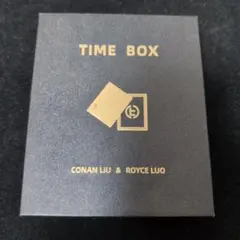 TIME BOX
CONAN LIU & ROYCE LUO